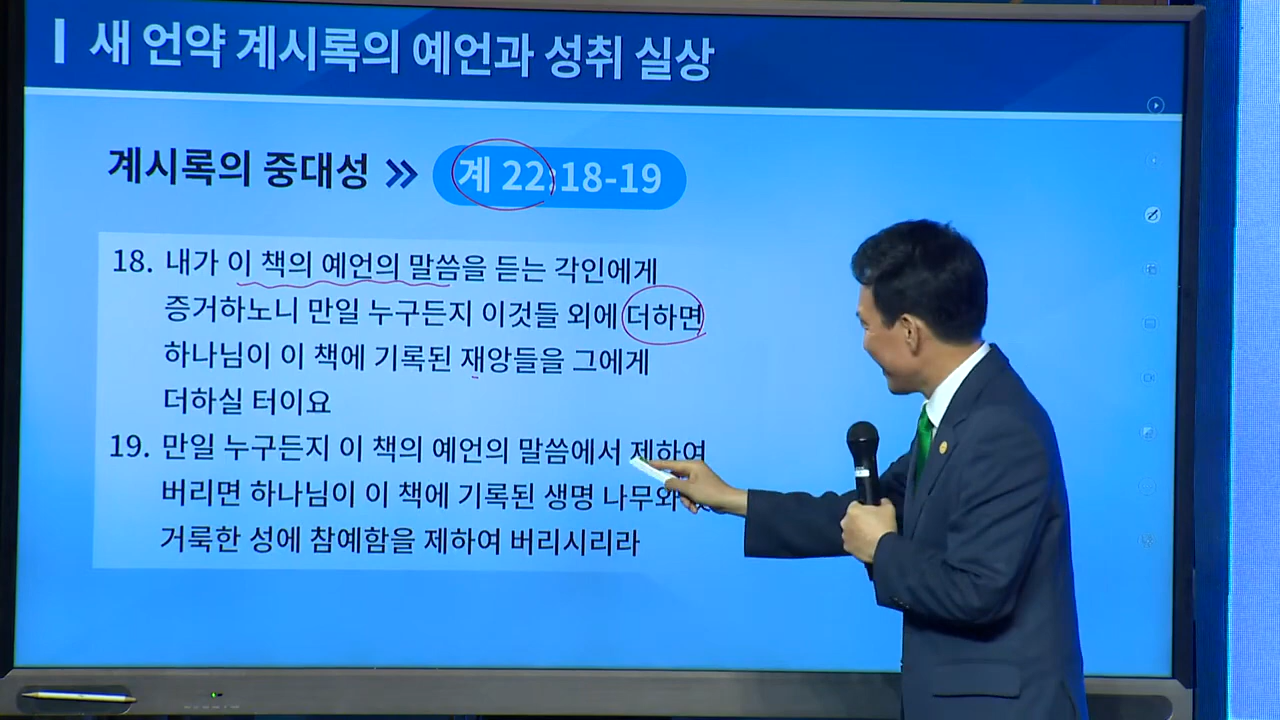 새 언약 계시록의 예언과 성취 실상
계시록의 중대성 » 계 22:18-19
18. 내가 이 책의 예언의 말씀을 듣는 각인에게
증거하노니 만일 누구든지 이것들 외에 더하면
하나님이 이 책에 기록된 재앙들을 그에게
더하실 터이요
19. 만일 누구든지 이 책의 예언의 말씀에서 제하여
버리면 하나님이 이 책에 기록된 생명 나무와
거룩한 성에 참예함을 제하여 버리시리라